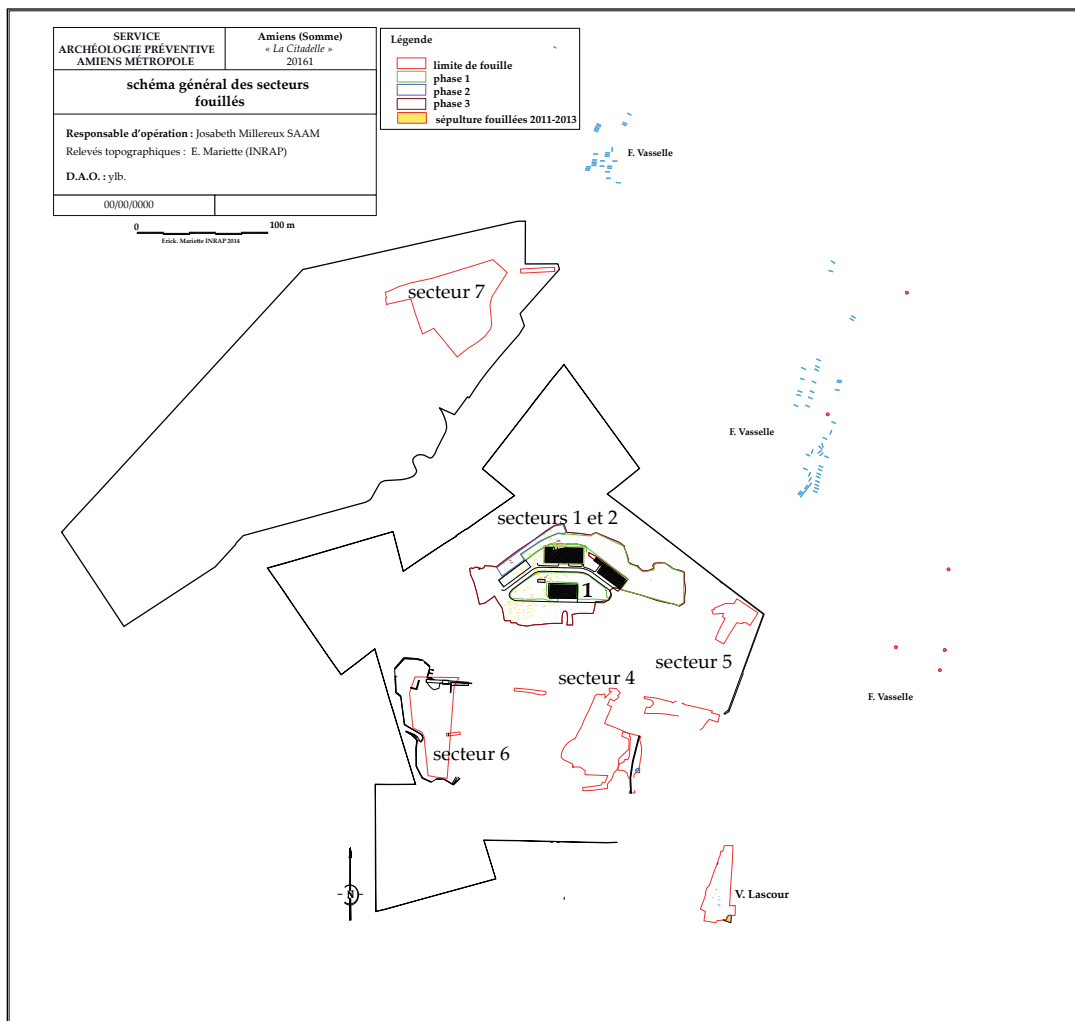 SERVICE
ARCHÉOLOGIE PRÉVENTIVE
AMIENS MÉTROPOLE
Amiens (Somme)
« La Citadelle »
20161
schéma général des secteurs
fouillés
Responsable d'opération : Josabeth Millereux SAAM
Relevés topographiques : E. Mariette (INRAP)
D.A.O. : ylb.
00/00/0000
0 100 m
Erick. Mariette INRAP 2014
Légende
limite de fouille
phase 1
phase 2
phase 3
sépulture fouillées 2011-2013
F. Vasselle
secteur 7
F. Vasselle
secteurs 1 et 2
1
secteur 5
secteur 4
F. Vasselle
secteur 6
N
V. Lascour